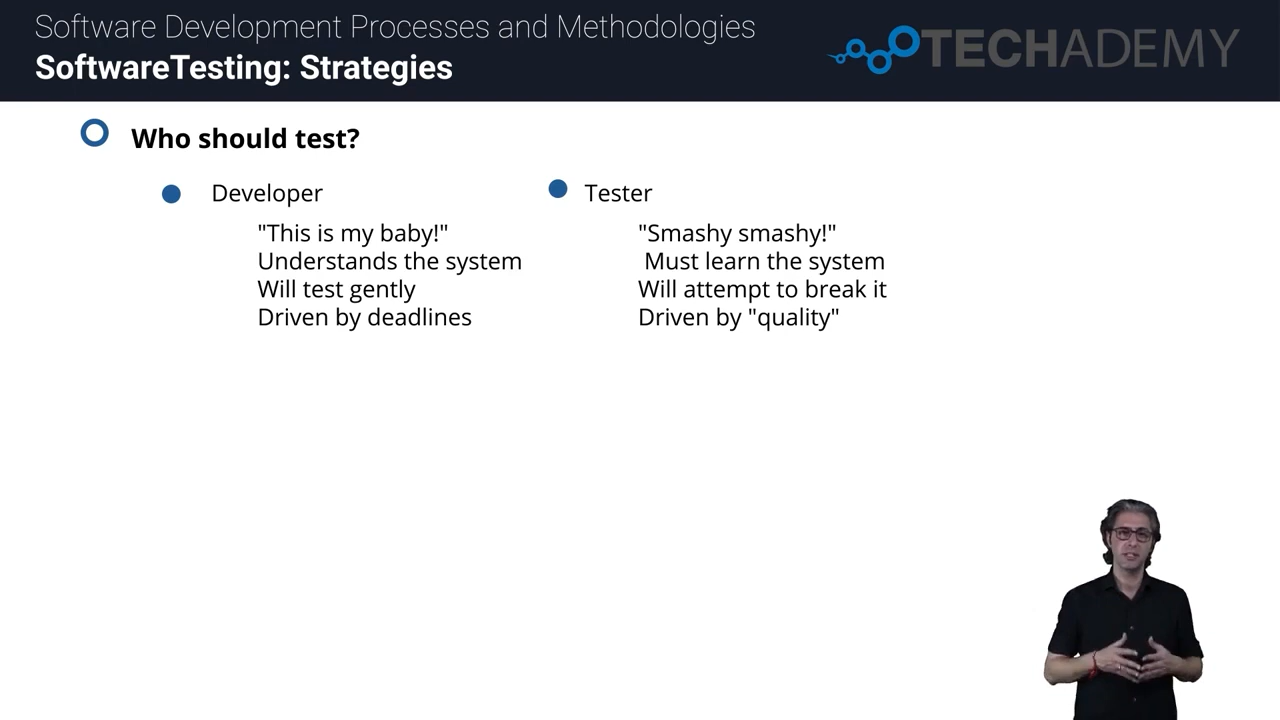 Software Development Processes and Methodologies
SoftwareTesting: Strategies
TECHADEMY
Who should test?
Developer
"This is my baby!"
Understands the system
Will test gently
Driven by deadlines
Tester
"Smashy smashy!"
Must learn the system
Will attempt to break it
Driven by "quality"